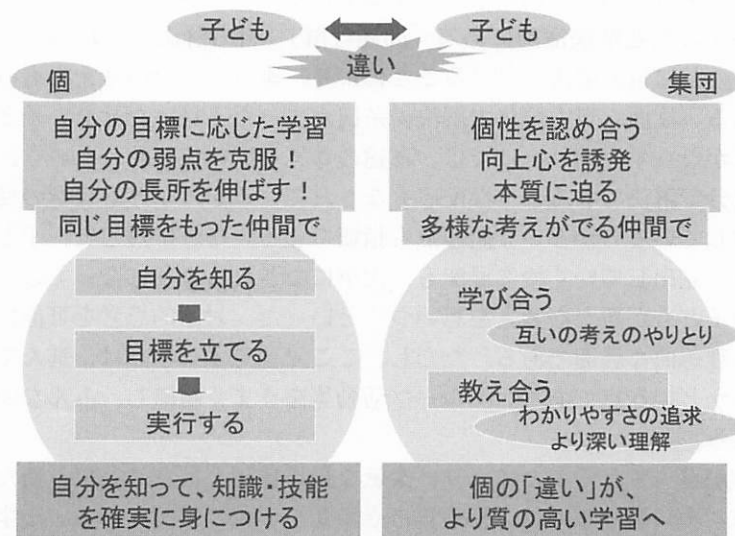 子ども
子ども
違い
個
集団
自分の目標に応じた学習
自分の弱点を克服！
自分の長所を伸ばす！
同じ目標をもった仲間で
自分を知る
目標を立てる
実行する
自分を知って、知識・技能
を確実に身につける
個性を認め合う
向上心を誘発
本質に迫る
多様な考えがでる仲間で
学び合う
互いの考えのやりとり
教え合う
わかりやすさの追求
より深い理解
個の「違い」が、
より質の高い学習へ